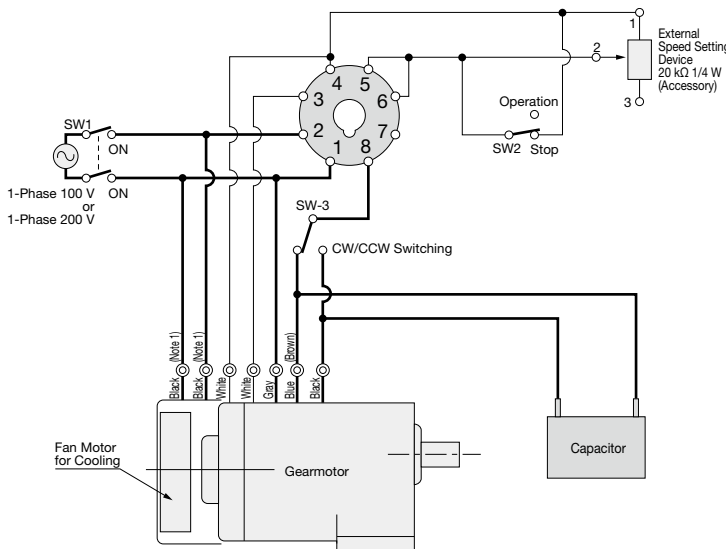 1
External
Speed Setting
Device
20 kΩ 1/4 W
(Accessory)
2
3
4
5
3
6
2
7
1
8
Operation
SW2
Stop
SW1
ON
ON
1-Phase 100 V
or
1-Phase 200 V
SW-3
CW/CCW Switching
Black (Note 1)
Black (Note 1)
White
White
Gray
Blue (Brown)
Black
Fan Motor
for Cooling
Gearmotor
Capacitor